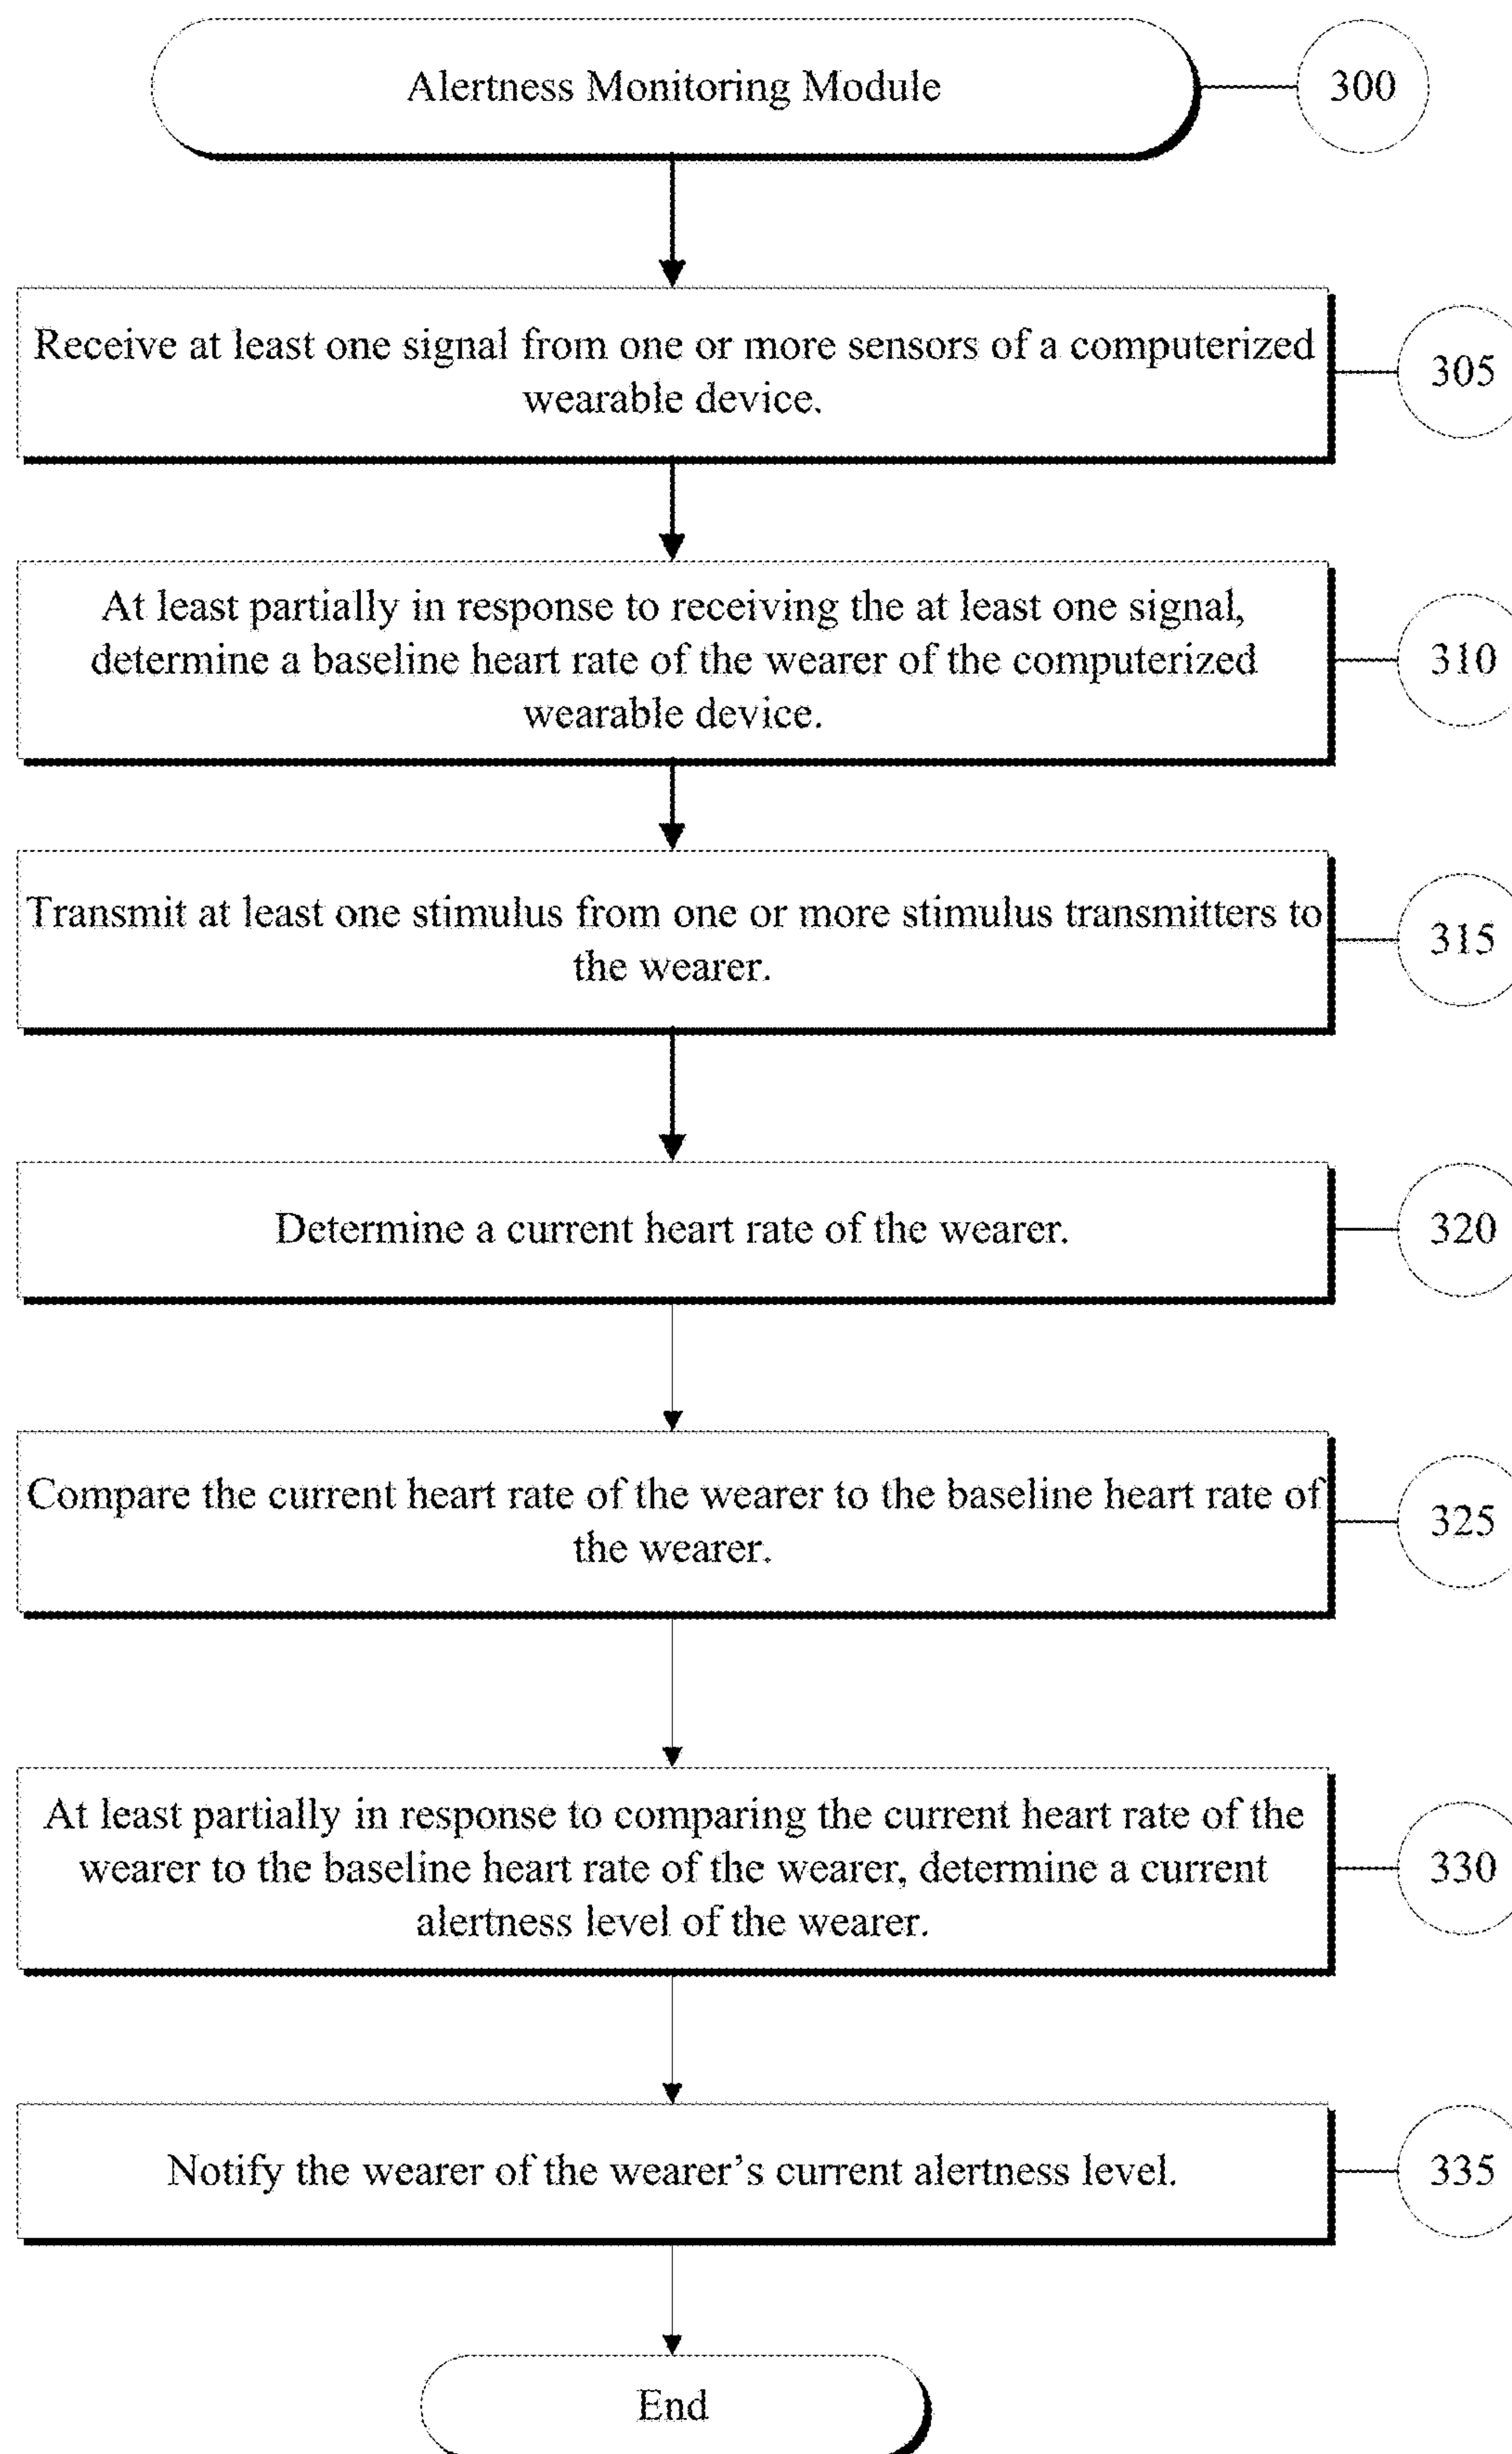 Alertness Monitoring Module
300
Receive at least one signal from one or more sensors of a computerized
wearable device.
305
At least partially in response to receiving the at least one signal,
determine a baseline heart rate of the wearer of the computerized
wearable device.
310
Transmit at least one stimulus from one or more stimulus transmitters to
the wearer.
315
Determine a current heart rate of the wearer.
320
Compare the current heart rate of the wearer to the baseline heart rate of
the wearer.
325
At least partially in response to comparing the current heart rate of the
wearer to the baseline heart rate of the wearer, determine a current
alertness level of the wearer.
330
Notify the wearer of the wearer’s current alertness level.
335
End